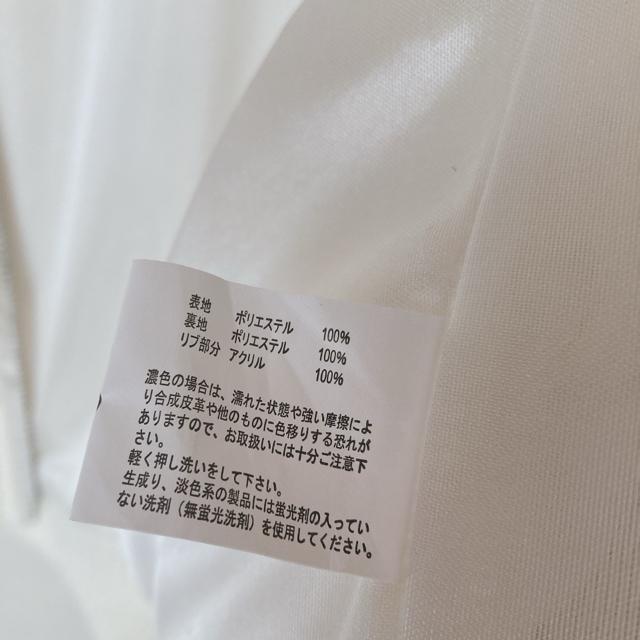 表地 ポリエステル 100%
裏地 ポリエステル 100%
リブ部分 アクリル 100%
濃色の場合は、濡れた状態や強い摩擦によ
り合成皮革や他のものに色移りする恐れが
ありますので、お取扱いには十分ご注意下
さい。
軽く押し洗いをして下さい。
生成り、淡色系の製品には蛍光剤の入ってい
ない洗剤（無蛍光洗剤）を使用してください。